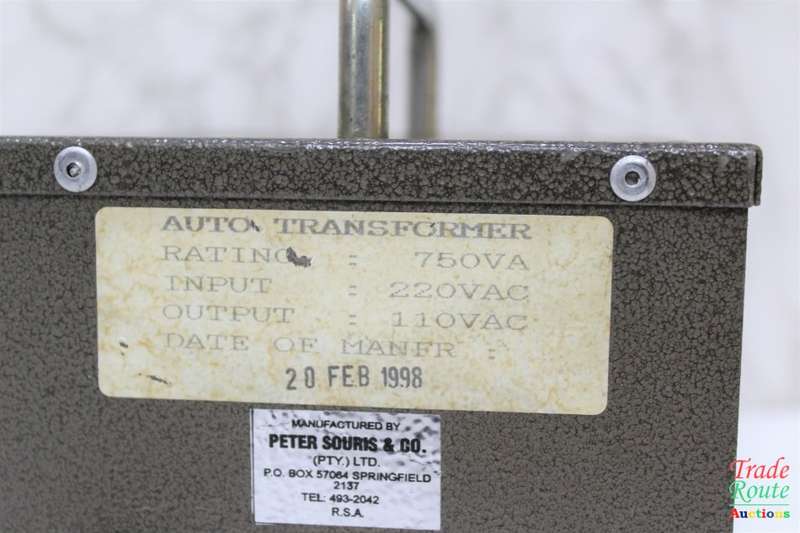 AUTO TRANSFORMER
RATING : 750VA
INPUT : 220VAC
OUTPUT : 110VAC
DATE OF MANFR :
20 FEB 1998
MANUFACTURED BY
PETER SOURIS & CO.
(PTY.) LTD.
P.O. BOX 57064 SPRINGFIELD
2137
TEL: 493-2042
R.S.A.
Trade
Route
Auctions